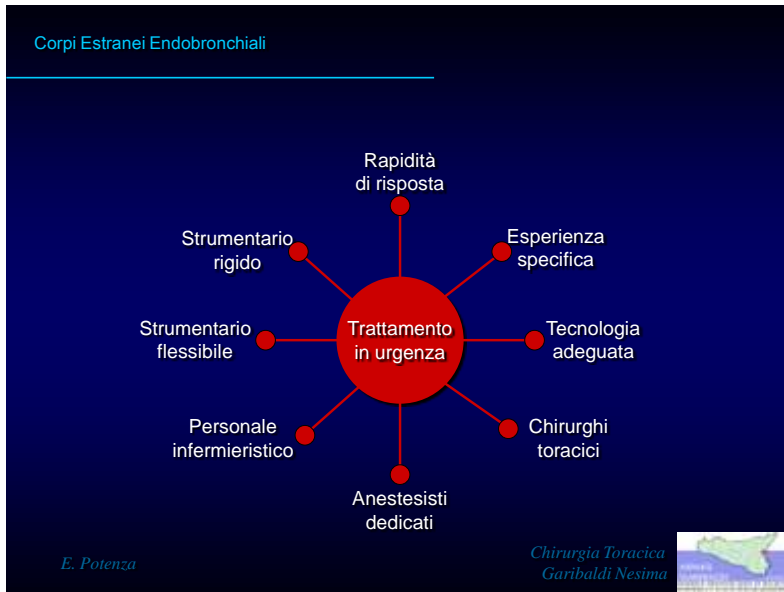 Corpi Estranei Endobronchiali
Rapidità
di risposta
Strumentario
rigido
Esperienza
specifica
Strumentario
flessibile
Trattamento
in urgenza
Tecnologia
adeguata
Personale
infermieristico
Chirurghi
toracici
Anestesisti
dedicati
E. Potenza
Chirurgia Toracica
Garibaldi Nesima